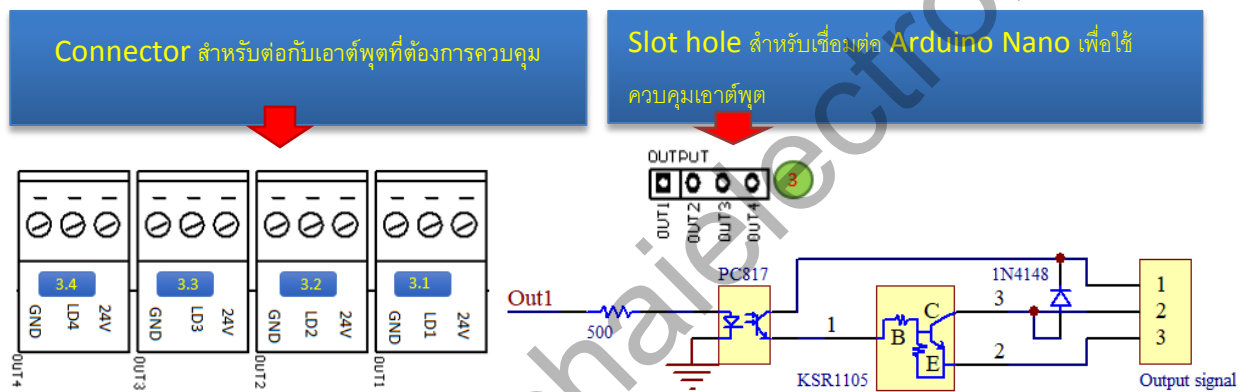 Connector สำหรับต่อกับเอาต์พุตที่ต้องการควบคุม
Slot hole สำหรับเชื่อมต่อ Arduino Nano เพื่อใช้
ควบคุมเอาต์พุต
OUTPUT
3
OUT1
OUT2
OUT3
OUT4
3.4
GND
LD4
24V
OUT4
3.3
GND
LD3
24V
OUT3
3.2
GND
LD2
24V
OUT2
3.1
GND
LD1
24V
OUT1
Out1
500
PC817
1
KSR1105
B
C
E
3
2
1N4148
1
2
3
Output signal
haielectro